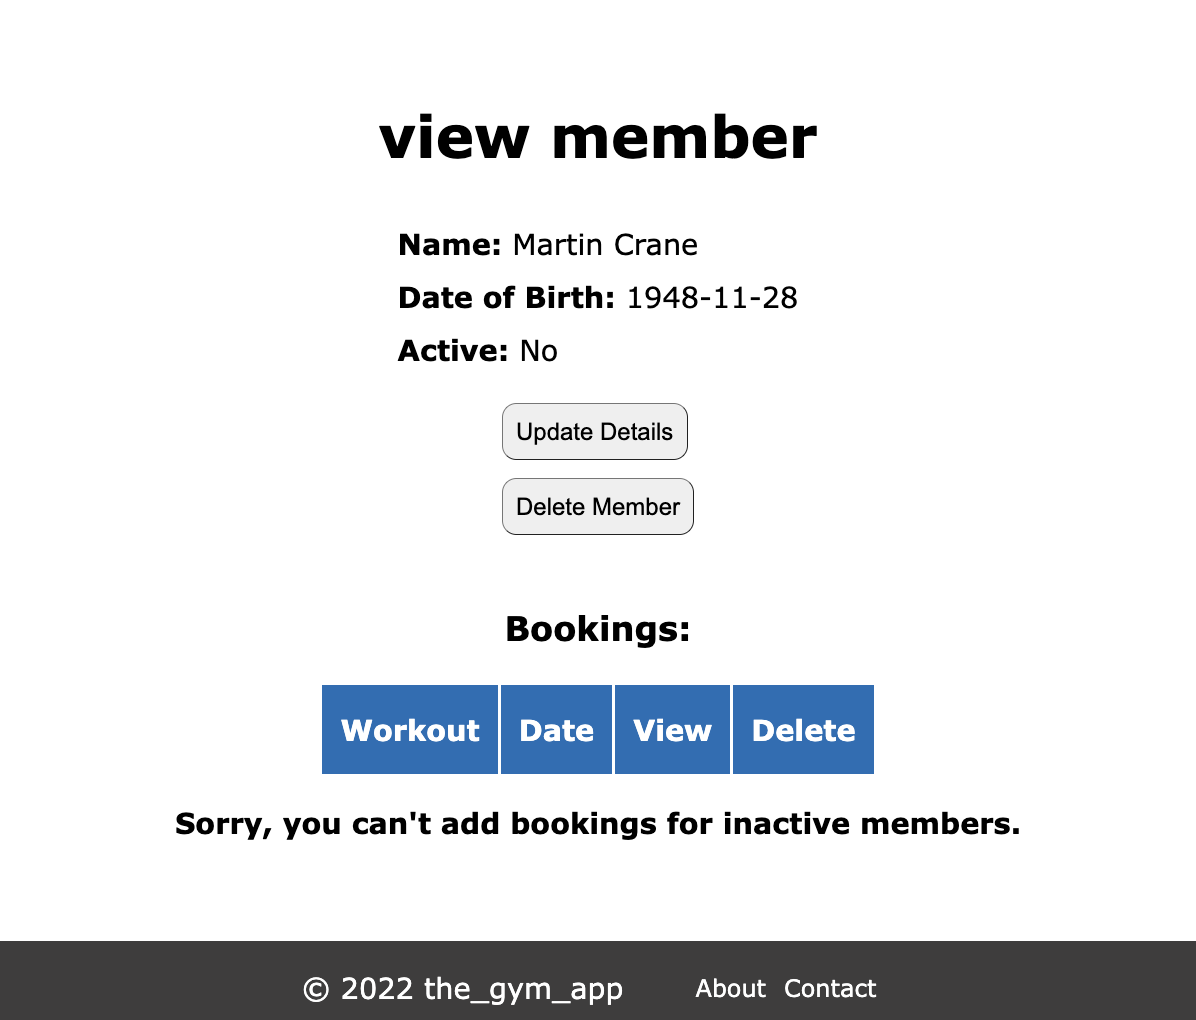 view member
Name: Martin Crane
Date of Birth: 1948-11-28
Active: No
Update Details
Delete Member
Bookings:
Workout Date View Delete
Sorry, you can't add bookings for inactive members.
© 2022 the_gym_app About Contact